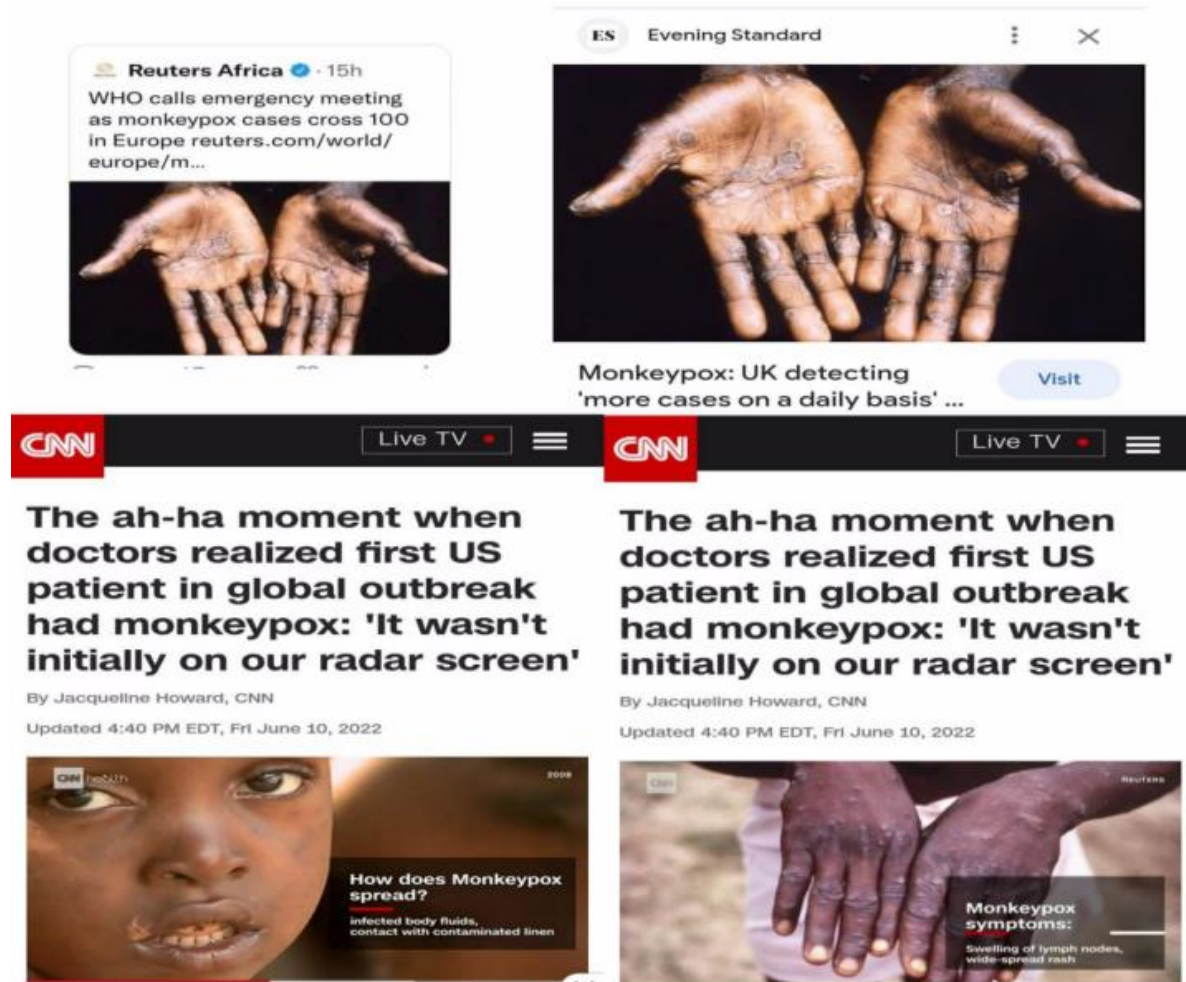 Reuters Africa · 15h
WHO calls emergency meeting
as monkeypox cases cross 100
in Europe reuters.com/world/
europe/m...
ES Evening Standard
Monkeypox: UK detecting
'more cases on a daily basis' ...
Visit
CNN Live TV
The ah-ha moment when
doctors realized first US
patient in global outbreak
had monkeypox: 'It wasn't
initially on our radar screen'
By Jacqueline Howard, CNN
Updated 4:40 PM EDT, Fri June 10, 2022
CNN health
2008
How does Monkeypox
spread?
infected body fluids,
contact with contaminated linen
CNN Live TV
The ah-ha moment when
doctors realized first US
patient in global outbreak
had monkeypox: 'It wasn't
initially on our radar screen'
By Jacqueline Howard, CNN
Updated 4:40 PM EDT, Fri June 10, 2022
CNN
REUTERS
Monkeypox
symptoms:
Swelling of lymph nodes,
wide-spread rash